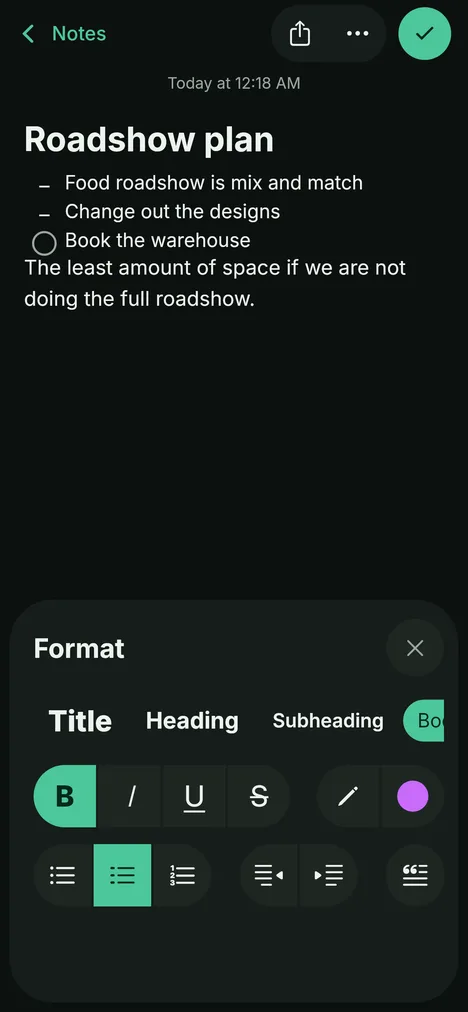 Notes
Today at 12:18 AM
Roadshow plan
– Food roadshow is mix and match
– Change out the designs
Book the warehouse
The least amount of space if we are not
doing the full roadshow.
Format
Title Heading Subheading
B I U S